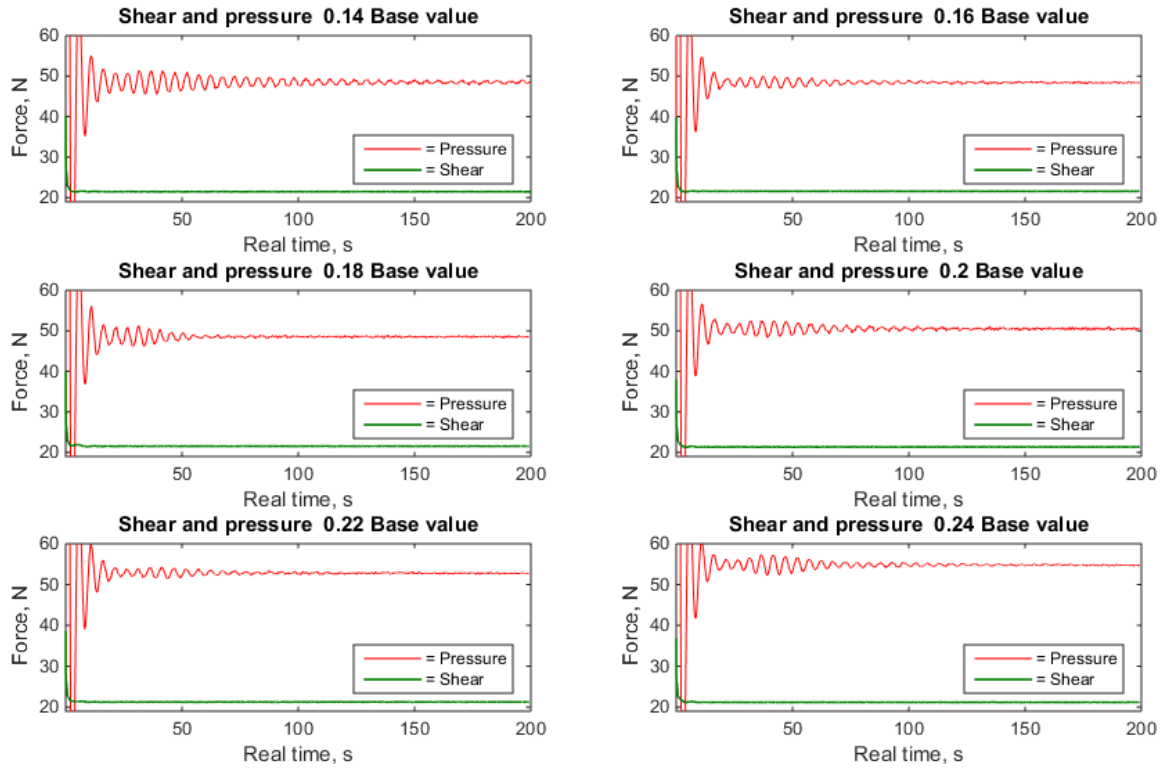 Shear and pressure 0.14 Base value
60
50
40
30
20
Force, N
= Pressure
= Shear
50 100 150 200
Real time, s
Shear and pressure 0.16 Base value
60
50
40
30
20
Force, N
= Pressure
= Shear
50 100 150 200
Real time, s
Shear and pressure 0.18 Base value
60
50
40
30
20
Force, N
= Pressure
= Shear
50 100 150 200
Real time, s
Shear and pressure 0.2 Base value
60
50
40
30
20
Force, N
= Pressure
= Shear
50 100 150 200
Real time, s
Shear and pressure 0.22 Base value
60
50
40
30
20
Force, N
= Pressure
= Shear
50 100 150 200
Real time, s
Shear and pressure 0.24 Base value
60
50
40
30
20
Force, N
= Pressure
= Shear
50 100 150 200
Real time, s